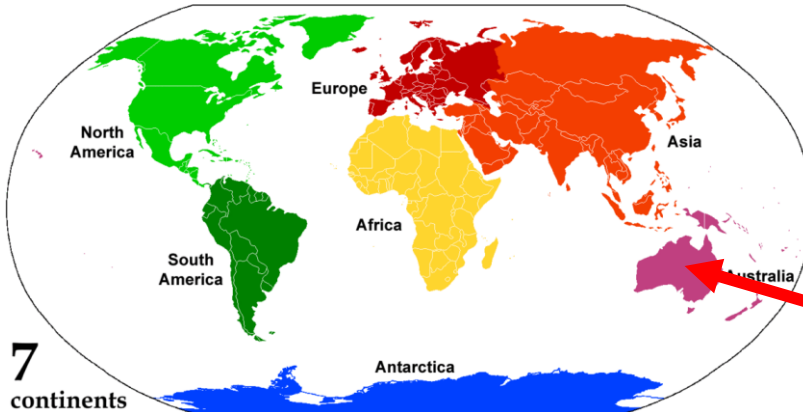 Europe
North
America
Asia
Africa
South
America
Australia
Antarctica
7
continents